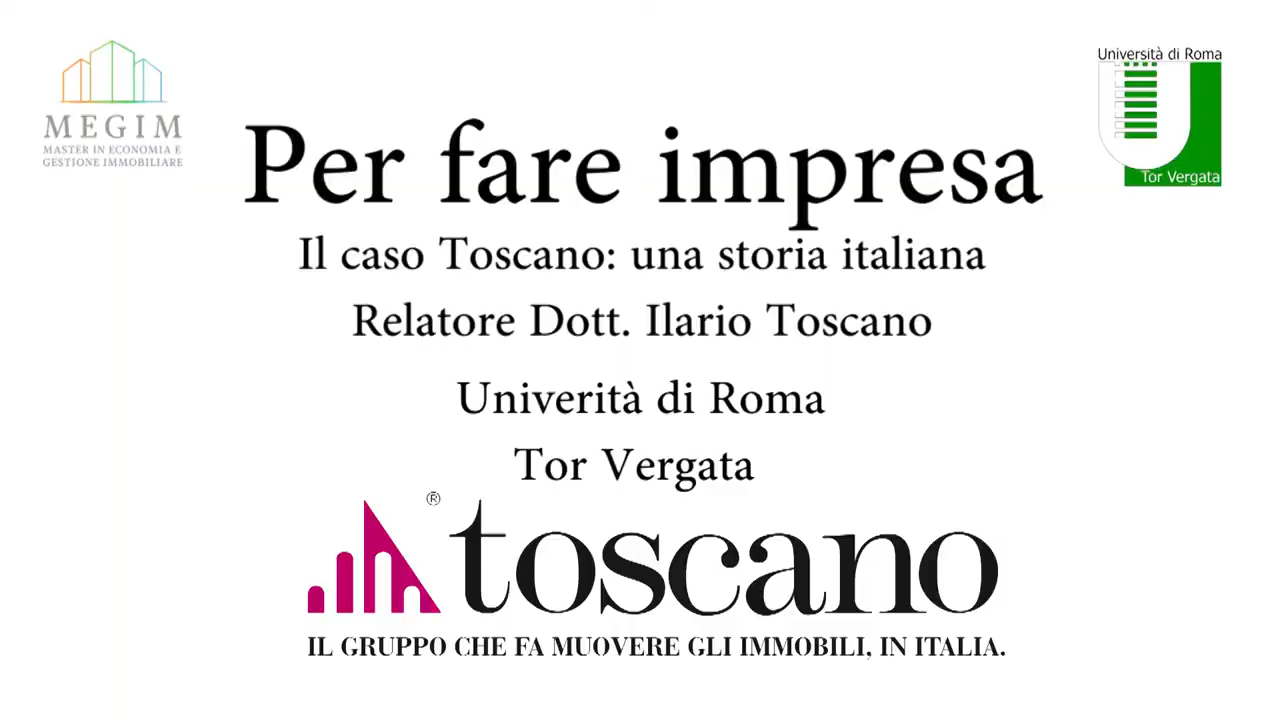 MEGIM
MASTER IN ECONOMIA E
GESTIONE IMMOBILIARE
Università di Roma
Tor Vergata
Per fare impresa
Il caso Toscano: una storia italiana
Relatore Dott. Ilario Toscano
Univerità di Roma
Tor Vergata
® toscano
IL GRUPPO CHE FA MUOVERE GLI IMMOBILI, IN ITALIA.